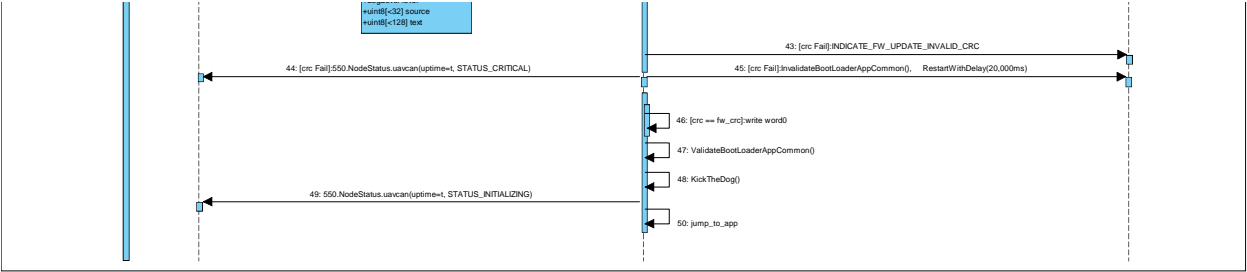 +uint8[<32] source
+uint8[<128] text
43: [crc Fail]:INDICATE_FW_UPDATE_INVALID_CRC
44: [crc Fail]:550.NodeStatus.uavcan(uptime=t, STATUS_CRITICAL)
45: [crc Fail]:InvalidateBootLoaderAppCommon(), RestartWithDelay(20,000ms)
46: [crc == fw_crc]:write word0
47: ValidateBootLoaderAppCommon()
48: KickTheDog()
49: 550.NodeStatus.uavcan(uptime=t, STATUS_INITIALIZING)
50: jump_to_app